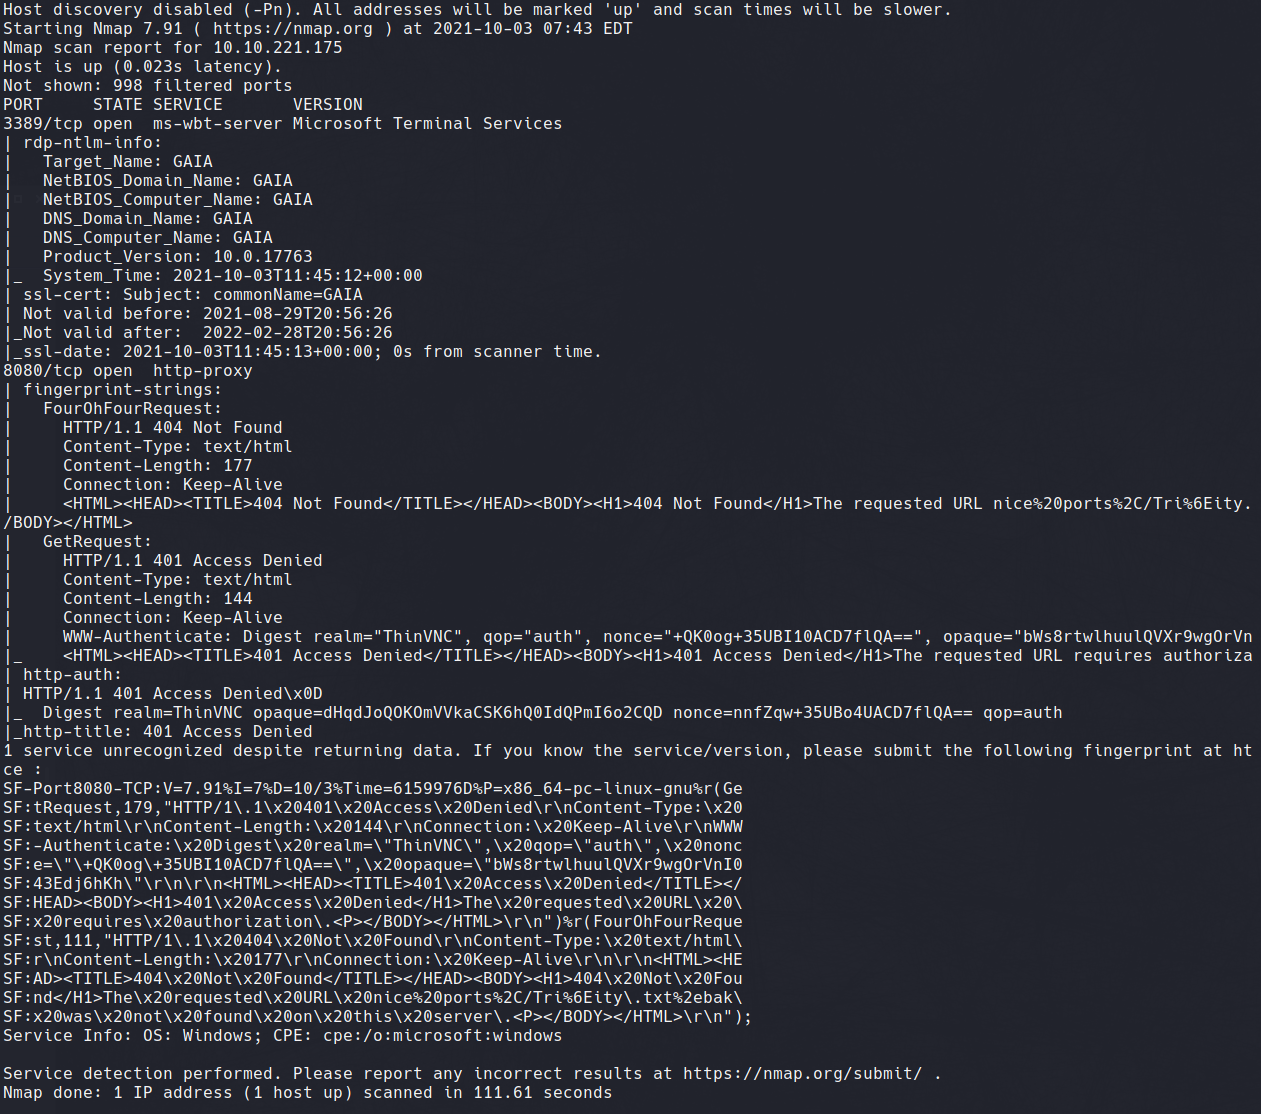 Host discovery disabled (-Pn). All addresses will be marked 'up' and scan times will be slower.
Starting Nmap 7.91 ( https://nmap.org ) at 2021-10-03 07:43 EDT
Nmap scan report for 10.10.221.175
Host is up (0.023s latency).
Not shown: 998 filtered ports
PORT     STATE SERVICE       VERSION
3389/tcp open  ms-wbt-server Microsoft Terminal Services
| rdp-ntlm-info:
|   Target_Name: GAIA
|   NetBIOS_Domain_Name: GAIA
|   NetBIOS_Computer_Name: GAIA
|   DNS_Domain_Name: GAIA
|   DNS_Computer_Name: GAIA
|   Product_Version: 10.0.17763
|_  System_Time: 2021-10-03T11:45:12+00:00
| ssl-cert: Subject: commonName=GAIA
| Not valid before: 2021-08-29T20:56:26
|_Not valid after:  2022-02-28T20:56:26
|_ssl-date: 2021-10-03T11:45:13+00:00; 0s from scanner time.
8080/tcp open  http-proxy
| fingerprint-strings:
|   FourOhFourRequest:
|     HTTP/1.1 404 Not Found
|     Content-Type: text/html
|     Content-Length: 177
|     Connection: Keep-Alive
|     <HTML><HEAD><TITLE>404 Not Found</TITLE></HEAD><BODY><H1>404 Not Found</H1>The requested URL nice%20ports%2C/Tri%6Eity.
/BODY></HTML>
|   GetRequest:
|     HTTP/1.1 401 Access Denied
|     Content-Type: text/html
|     Content-Length: 144
|     Connection: Keep-Alive
|     WWW-Authenticate: Digest realm="ThinVNC", qop="auth", nonce="+QK0og+35UBI10ACD7flQA==", opaque="bWs8rtwlhuulQVXr9wgOrVn
|_    <HTML><HEAD><TITLE>401 Access Denied</TITLE></HEAD><BODY><H1>401 Access Denied</H1>The requested URL requires authoriza
| http-auth:
| HTTP/1.1 401 Access Denied\x0D
|_  Digest realm=ThinVNC opaque=dHqdJoQOKOmVVkaCSK6hQ0IdQPmI6o2CQD nonce=nnfZqw+35UBo4UACD7flQA== qop=auth
|_http-title: 401 Access Denied
1 service unrecognized despite returning data. If you know the service/version, please submit the following fingerprint at ht
ce :
SF-Port8080-TCP:V=7.91%I=7%D=10/3%Time=6159976D%P=x86_64-pc-linux-gnu%r(Ge
SF:tRequest,179,"HTTP/1\.1\x20401\x20Access\x20Denied\r\nContent-Type:\x20
SF:text/html\r\nContent-Length:\x20144\r\nConnection:\x20Keep-Alive\r\nWWW
SF:-Authenticate:\x20Digest\x20realm=\"ThinVNC\",\x20qop=\"auth\",\x20nonc
SF:e=\"\+QK0og\+35UBI10ACD7flQA==\",\x20opaque=\"bWs8rtwlhuulQVXr9wgOrVnI0
SF:43Edj6hKh\"\r\n\r\n<HTML><HEAD><TITLE>401\x20Access\x20Denied</TITLE></
SF:HEAD><BODY><H1>401\x20Access\x20Denied</H1>The\x20requested\x20URL\x20\
SF:x20requires\x20authorization\.<P></BODY></HTML>\r\n")%r(FourOhFourReque
SF:st,111,"HTTP/1\.1\x20404\x20Not\x20Found\r\nContent-Type:\x20text/html\
SF:r\nContent-Length:\x20177\r\nConnection:\x20Keep-Alive\r\n\r\n<HTML><HE
SF:AD><TITLE>404\x20Not\x20Found</TITLE></HEAD><BODY><H1>404\x20Not\x20Fou
SF:nd</H1>The\x20requested\x20URL\x20nice%20ports%2C/Tri%6Eity\.txt%2ebak\
SF:x20was\x20not\x20found\x20on\x20this\x20server\.<P></BODY></HTML>\r\n");
Service Info: OS: Windows; CPE: cpe:/o:microsoft:windows

Service detection performed. Please report any incorrect results at https://nmap.org/submit/ .
Nmap done: 1 IP address (1 host up) scanned in 111.61 seconds